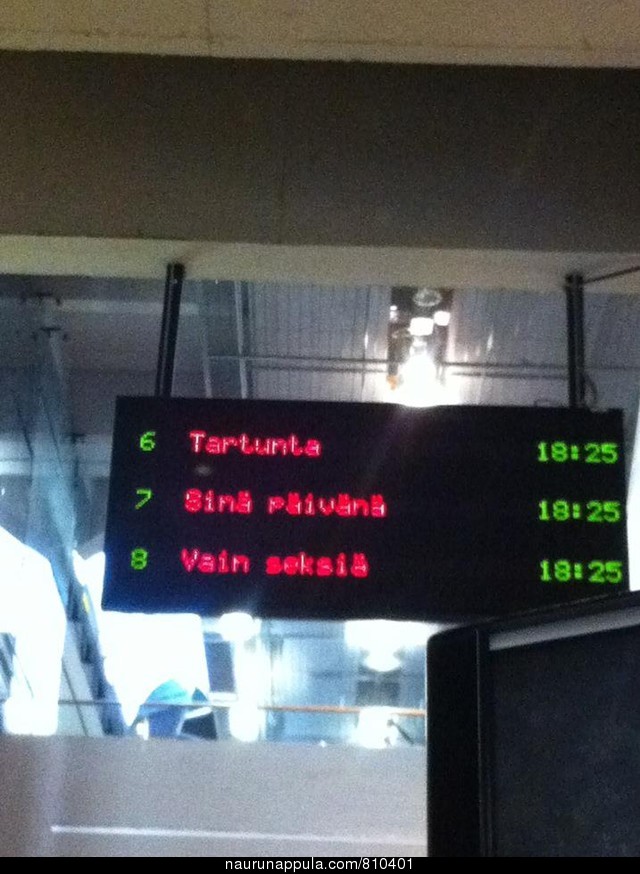 6 Tartunta 18:25
7 Sinä päivänä 18:25
8 Vain seksiä 18:25
naurunappula.com/810401